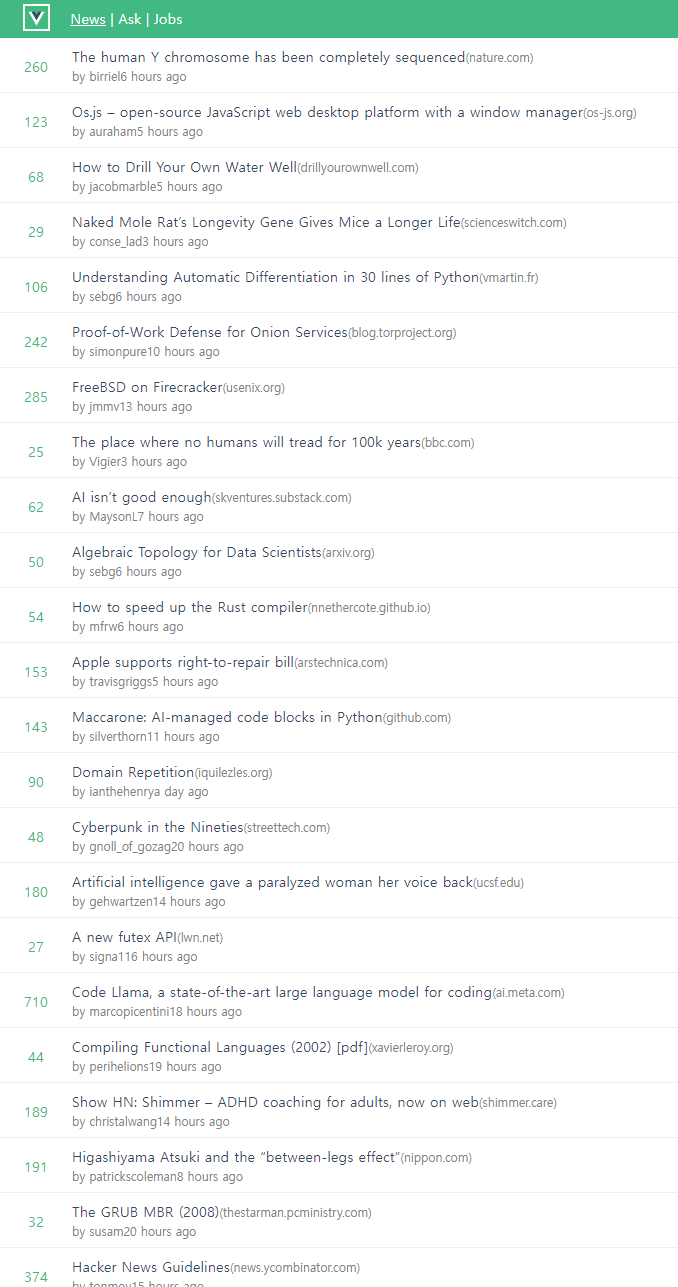 News | Ask | Jobs
260
The human Y chromosome has been completely sequenced(nature.com)
by birriel6 hours ago
123
Os.js – open-source JavaScript web desktop platform with a window manager(os-js.org)
by auraham5 hours ago
68
How to Drill Your Own Water Well(drillyourownwell.com)
by jacobmarble5 hours ago
29
Naked Mole Rat’s Longevity Gene Gives Mice a Longer Life(scienceswitch.com)
by conse_lad3 hours ago
106
Understanding Automatic Differentiation in 30 lines of Python(vmartin.fr)
by sebg6 hours ago
242
Proof-of-Work Defense for Onion Services(blog.torproject.org)
by simonpure10 hours ago
285
FreeBSD on Firecracker(usenix.org)
by jmmv13 hours ago
25
The place where no humans will tread for 100k years(bbc.com)
by Vigier3 hours ago
62
AI isn’t good enough(skventures.substack.com)
by MaysonL7 hours ago
50
Algebraic Topology for Data Scientists(arxiv.org)
by sebg6 hours ago
54
How to speed up the Rust compiler(nnethercote.github.io)
by mfrw6 hours ago
153
Apple supports right-to-repair bill(arstechnica.com)
by travisgriggs5 hours ago
143
Maccarone: AI-managed code blocks in Python(github.com)
by silverthorn11 hours ago
90
Domain Repetition(iquilezles.org)
by ianthehenrya day ago
48
Cyberpunk in the Nineties(streettech.com)
by gnoll_of_gozag20 hours ago
180
Artificial intelligence gave a paralyzed woman her voice back(ucsf.edu)
by gehwartzen14 hours ago
27
A new futex API(lwn.net)
by signa116 hours ago
710
Code Llama, a state-of-the-art large language model for coding(ai.meta.com)
by marcopicentini18 hours ago
44
Compiling Functional Languages (2002) [pdf](xavierleroy.org)
by perihelions19 hours ago
189
Show HN: Shimmer – ADHD coaching for adults, now on web(shimmer.care)
by christalwang14 hours ago
191
Higashiyama Atsuki and the “between-legs effect”(nippon.com)
by patrickscoleman8 hours ago
32
The GRUB MBR (2008)(thestarman.pcministry.com)
by susam20 hours ago
374
Hacker News Guidelines(news.ycombinator.com)
by tonmoy15 hours ago